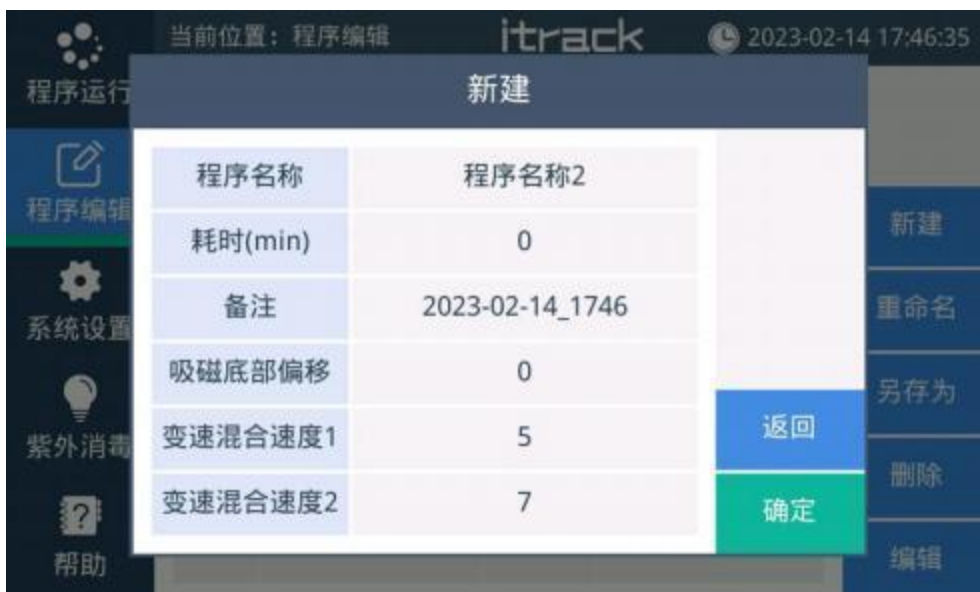 当前位置：程序编辑
itrack
2023-02-14 17:46:35
程序运行
程序编辑
系统设置
紫外消毒
?
帮助
新建
程序名称 程序名称2
耗时(min) 0
备注 2023-02-14_1746
吸磁底部偏移 0
变速混合速度1 5
变速混合速度2 7
返回
确定
新建
重命名
另存为
删除
编辑